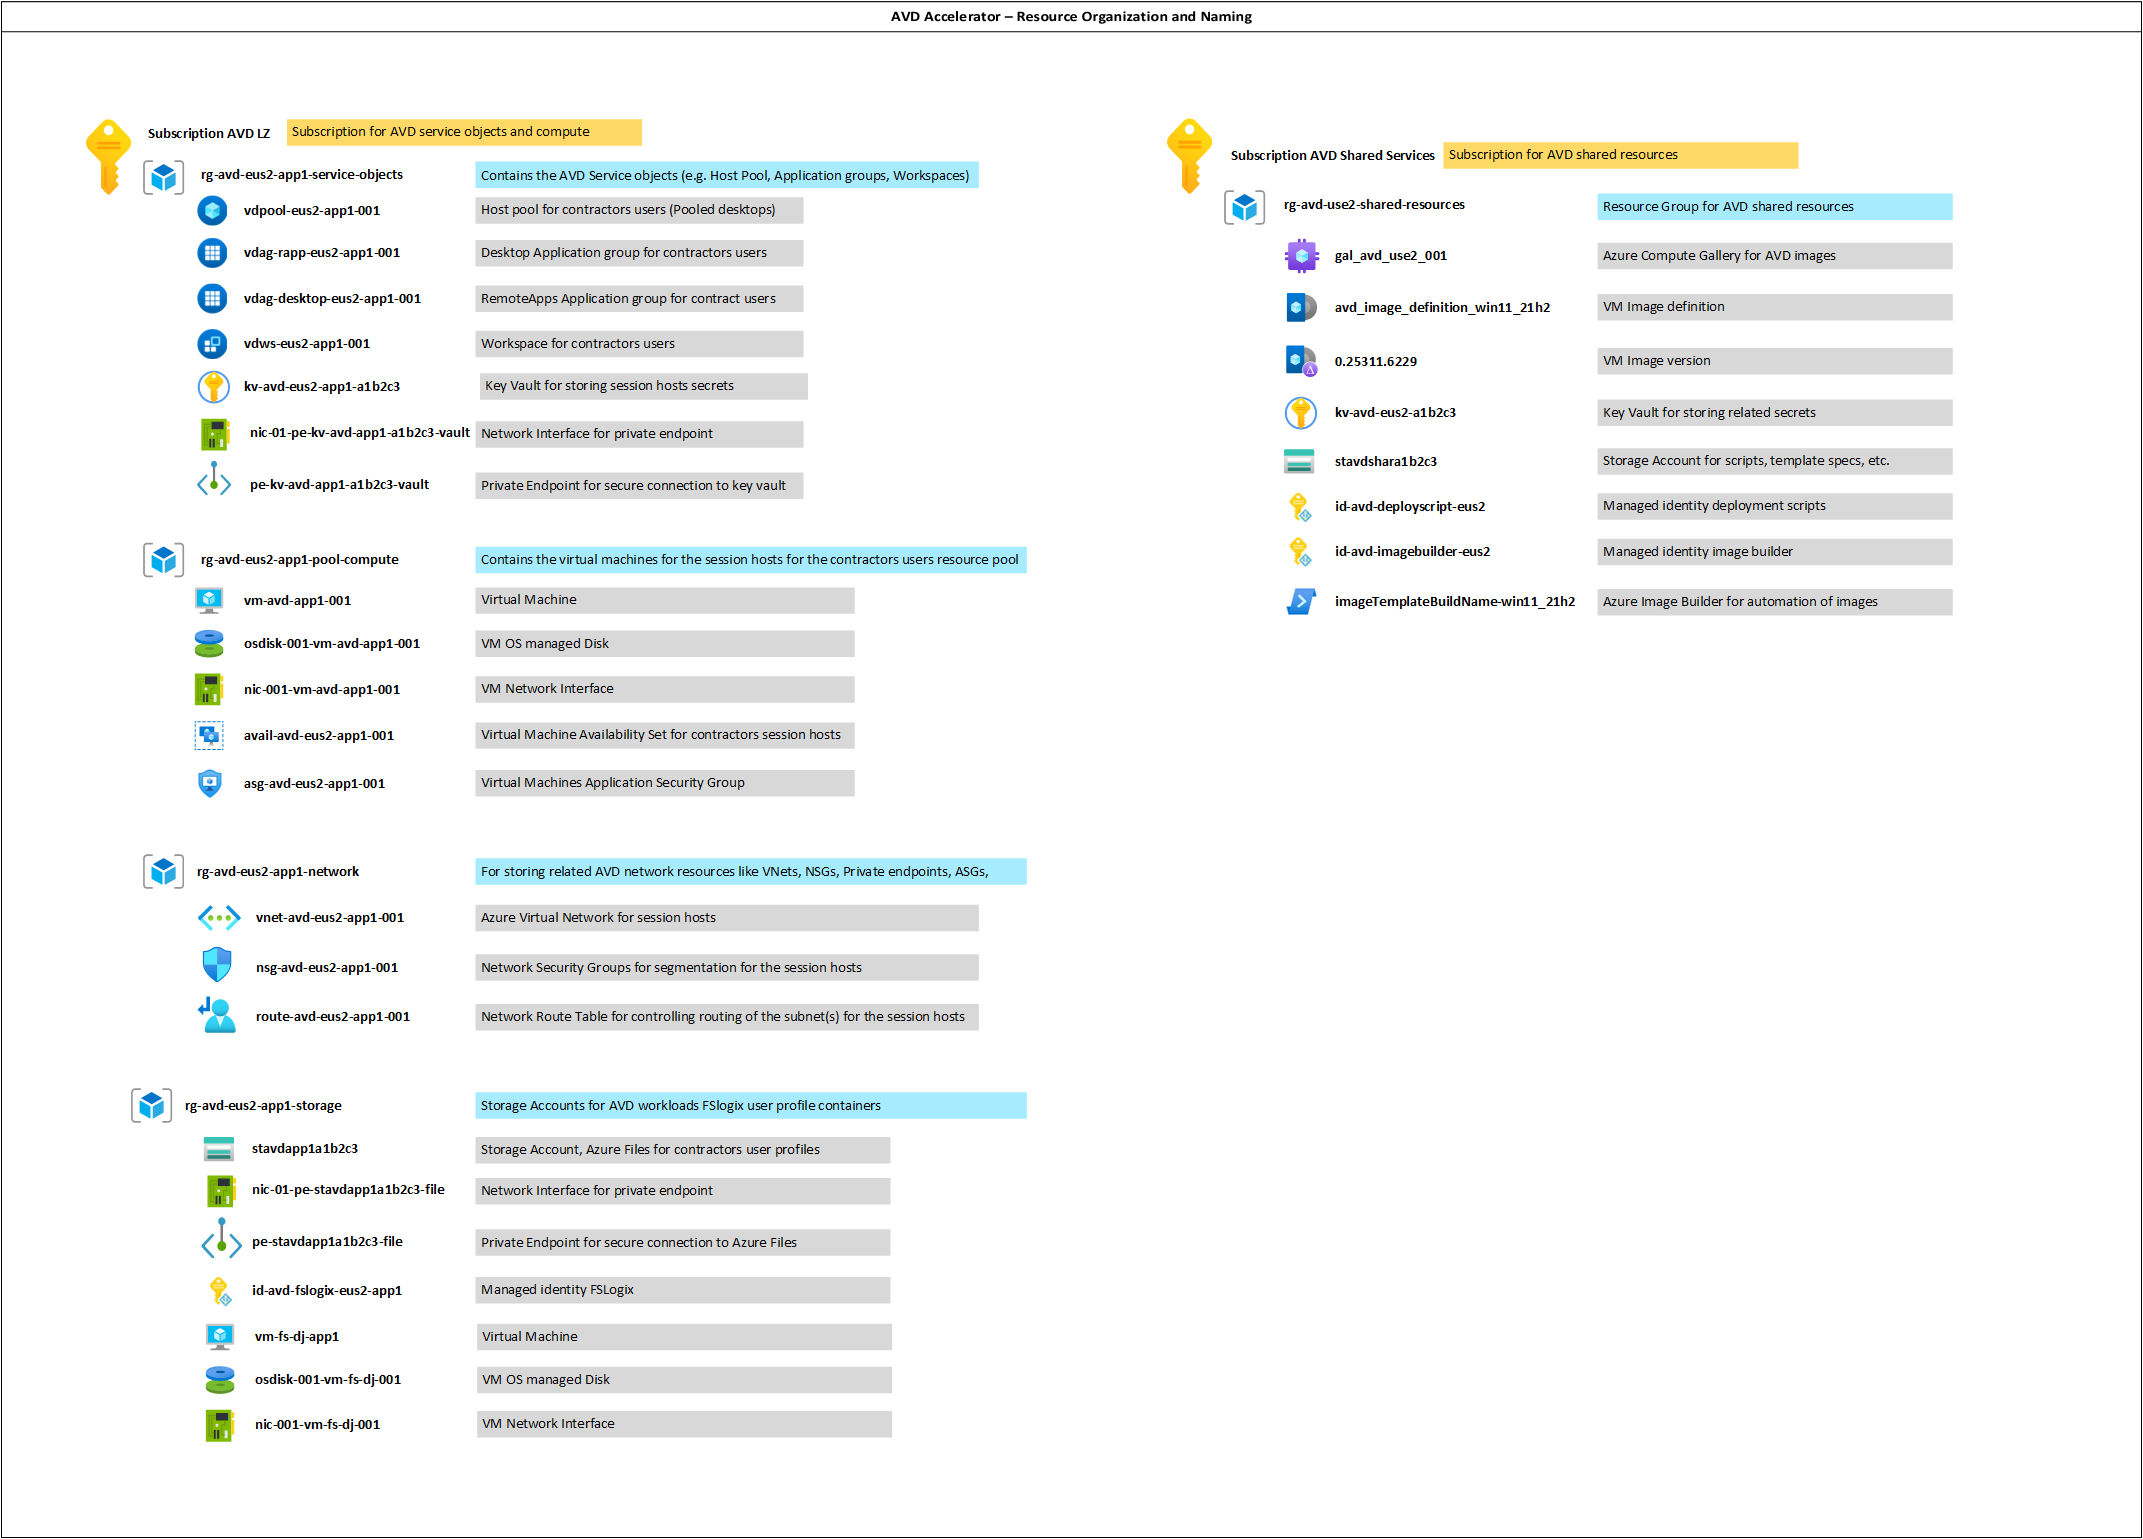 AVD Accelerator – Resource Organization and Naming
Subscription AVD LZ
Subscription for AVD service objects and compute
rg-avd-eus2-app1-service-objects
Contains the AVD Service objects (e.g. Host Pool, Application groups, Workspaces)
vdpool-eus2-app1-001
Host pool for contractors users (Pooled desktops)
vdag-rapp-eus2-app1-001
Desktop Application group for contractors users
vdag-desktop-eus2-app1-001
RemoteApps Application group for contract users
vdws-eus2-app1-001
Workspace for contractors users
kv-avd-eus2-app1-a1b2c3
Key Vault for storing session hosts secrets
nic-01-pe-kv-avd-app1-a1b2c3-vault
Network Interface for private endpoint
pe-kv-avd-app1-a1b2c3-vault
Private Endpoint for secure connection to key vault
rg-avd-eus2-app1-pool-compute
Contains the virtual machines for the session hosts for the contractors users resource pool
vm-avd-app1-001
Virtual Machine
osdisk-001-vm-avd-app1-001
VM OS managed Disk
nic-001-vm-avd-app1-001
VM Network Interface
avail-avd-eus2-app1-001
Virtual Machine Availability Set for contractors session hosts
asg-avd-eus2-app1-001
Virtual Machines Application Security Group
rg-avd-eus2-app1-network
For storing related AVD network resources like VNets, NSGs, Private endpoints, ASGs,
vnet-avd-eus2-app1-001
Azure Virtual Network for session hosts
nsg-avd-eus2-app1-001
Network Security Groups for segmentation for the session hosts
route-avd-eus2-app1-001
Network Route Table for controlling routing of the subnet(s) for the session hosts
rg-avd-eus2-app1-storage
Storage Accounts for AVD workloads FSlogix user profile containers
stavdapp1a1b2c3
Storage Account, Azure Files for contractors user profiles
nic-01-pe-stavdapp1a1b2c3-file
Network Interface for private endpoint
pe-stavdapp1a1b2c3-file
Private Endpoint for secure connection to Azure Files
id-avd-fslogix-eus2-app1
Managed identity FSLogix
vm-fs-dj-app1
Virtual Machine
osdisk-001-vm-fs-dj-001
VM OS managed Disk
nic-001-vm-fs-dj-001
VM Network Interface
Subscription AVD Shared Services
Subscription for AVD shared resources
rg-avd-use2-shared-resources
Resource Group for AVD shared resources
gal_avd_use2_001
Azure Compute Gallery for AVD images
avd_image_definition_win11_21h2
VM Image definition
0.25311.6229
VM Image version
kv-avd-eus2-a1b2c3
Key Vault for storing related secrets
stavdshara1b2c3
Storage Account for scripts, template specs, etc.
id-avd-deployscript-eus2
Managed identity deployment scripts
id-avd-imagebuilder-eus2
Managed identity image builder
imageTemplateBuildName-win11_21h2
Azure Image Builder for automation of images